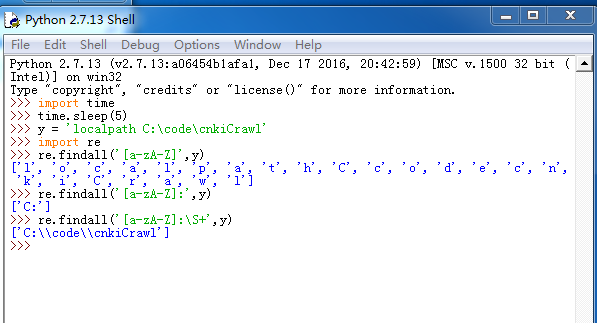 Python 2.7.13 Shell
File Edit Shell Debug Options Window Help
Python 2.7.13 (v2.7.13:a06454b1afa1, Dec 17 2016, 20:42:59) [MSC v.1500 32 bit (
Intel)] on win32
Type "copyright", "credits" or "license()" for more information.
>>> import time
>>> time.sleep(5)
>>> y = 'localpath C:\code\cnkiCrawl'
>>> import re
>>> re.findall('[a-zA-Z]',y)
['l', 'o', 'c', 'a', 'l', 'p', 'a', 't', 'h', 'C', 'c', 'o', 'd', 'e', 'c', 'n',
'k', 'i', 'C', 'r', 'a', 'w', 'l']
>>> re.findall('[a-zA-Z]:',y)
['C:']
>>> re.findall('[a-zA-Z]:\S+',y)
['C:\\code\\cnkiCrawl']
>>>